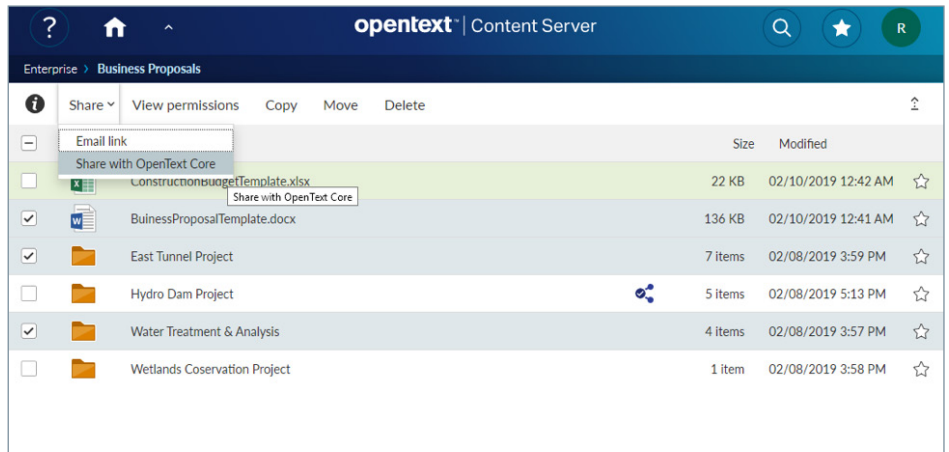 ? opentext™ | Content Server R
Enterprise > Business Proposals
i Share View permissions Copy Move Delete
Email link Size Modified
Share with OpenText Core
ConstructionBudgetTemplate.xlsx 22 KB 02/10/2019 12:42 AM
Share with OpenText Core
BuinessProposalTemplate.docx 136 KB 02/10/2019 12:41 AM
East Tunnel Project 7 items 02/08/2019 3:59 PM
Hydro Dam Project 5 items 02/08/2019 5:13 PM
Water Treatment & Analysis 4 items 02/08/2019 3:57 PM
Wetlands Coservation Project 1 item 02/08/2019 3:58 PM